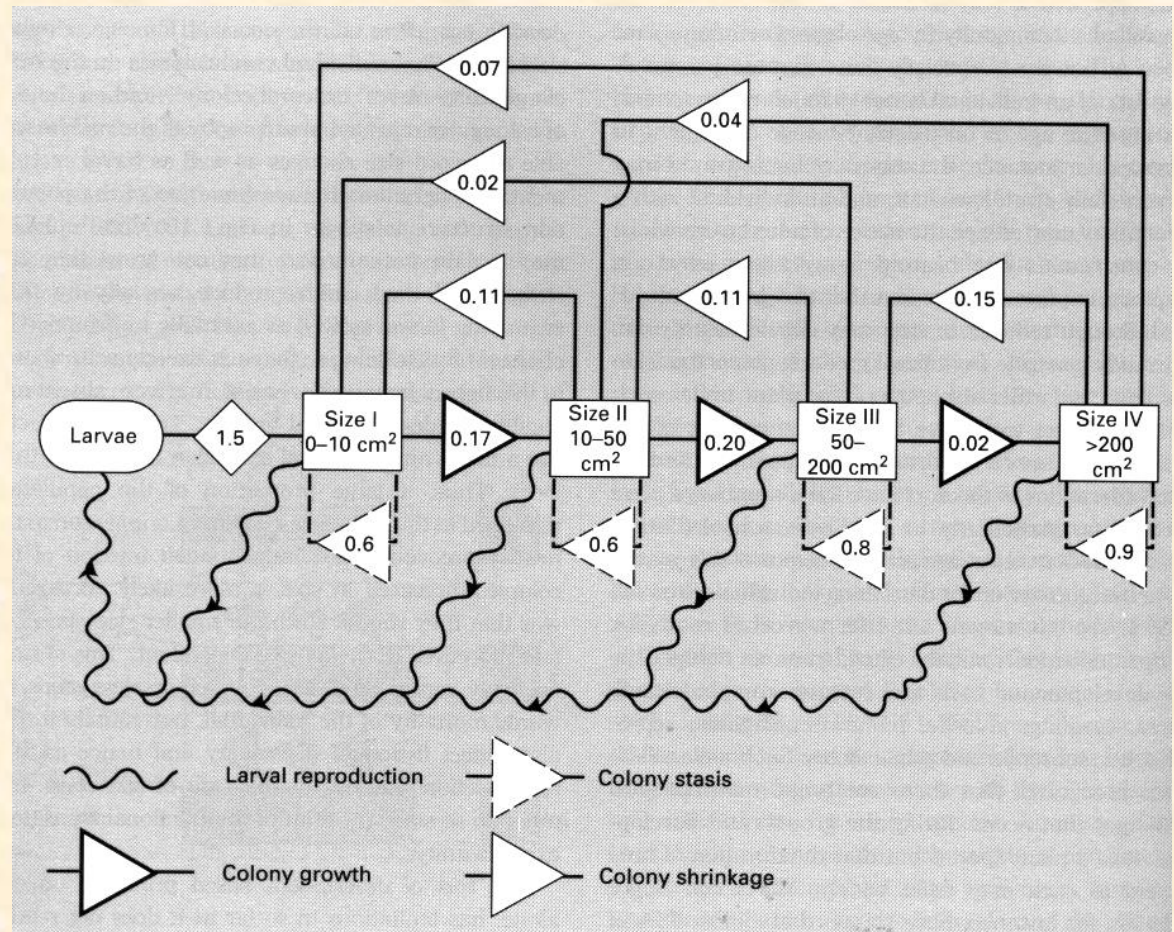 0.07
0.04
0.02
0.11
0.11
0.15
Larvae
1.5
Size I
0–10 cm²
0.17
Size II
10–50
cm²
0.20
Size III
50–
200 cm²
0.02
Size IV
>200
cm²
0.6
0.6
0.8
0.9
Larval reproduction
Colony stasis
Colony growth
Colony shrinkage